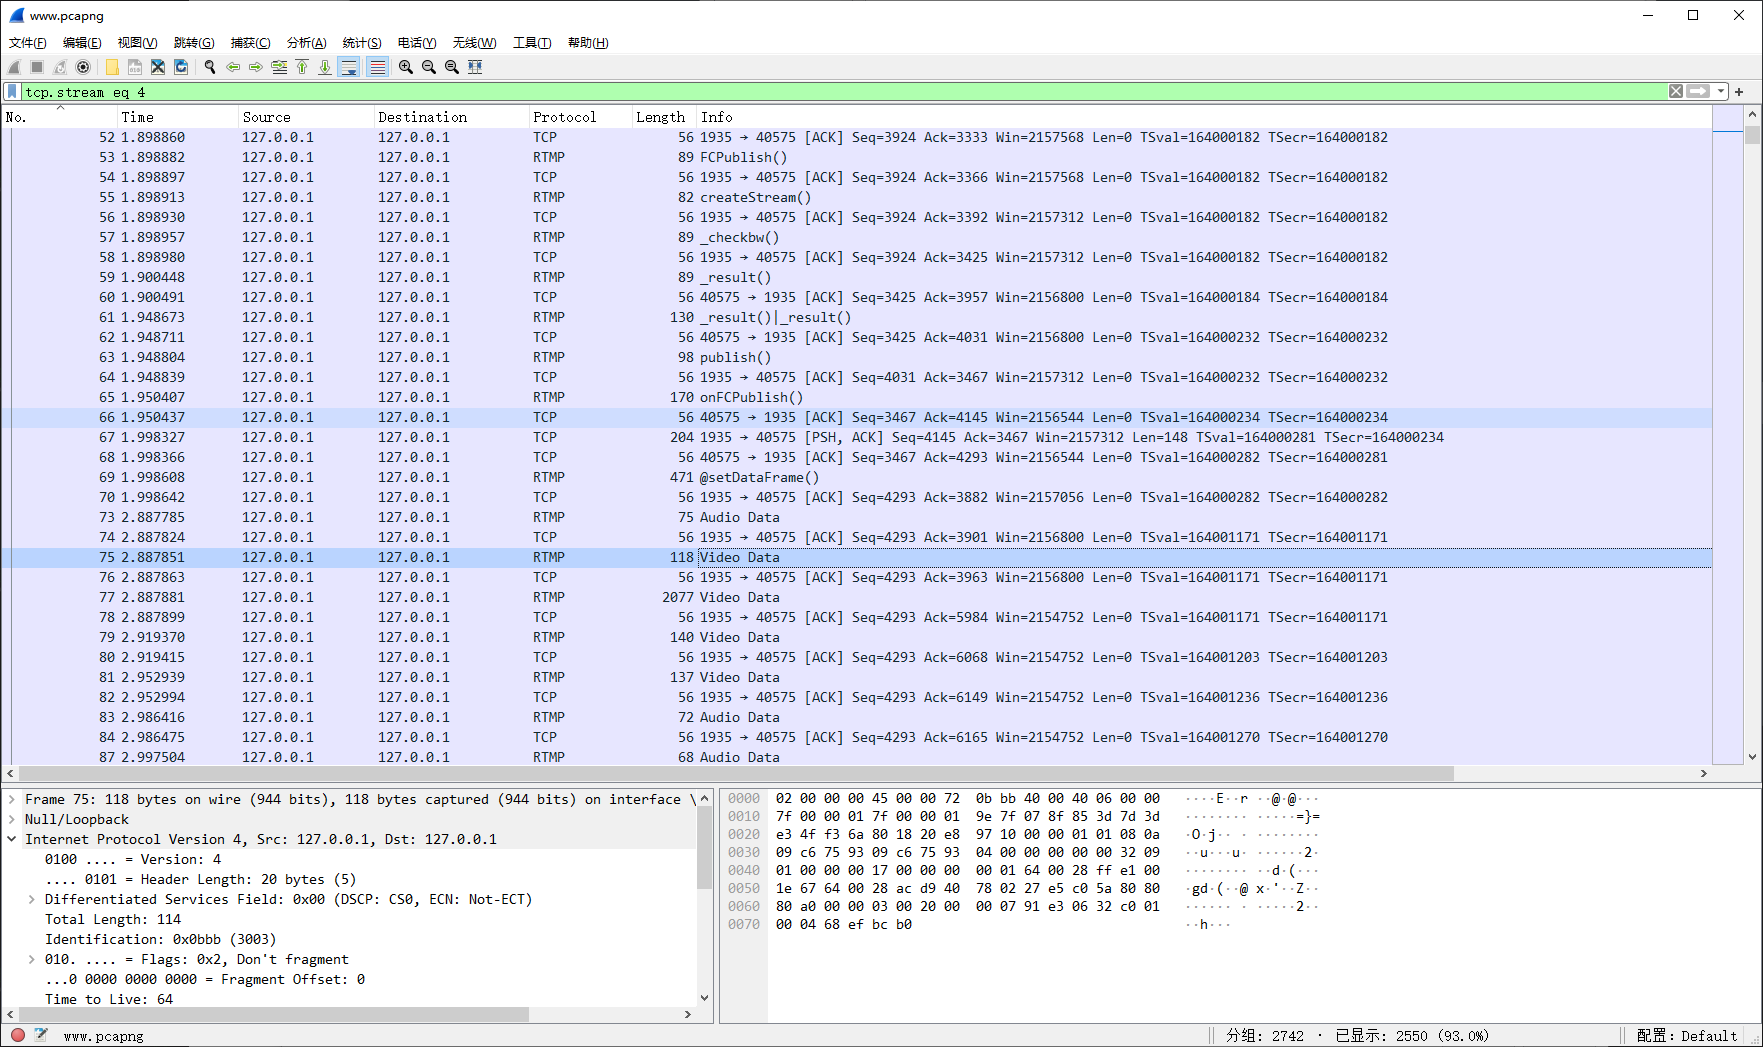 www.pcapng
文件(F) 编辑(E) 视图(V) 跳转(G) 捕获(C) 分析(A) 统计(S) 电话(Y) 无线(W) 工具(T) 帮助(H)
tcp.stream eq 4
No. Time Source Destination Protocol Length Info
52 1.898860 127.0.0.1 127.0.0.1 TCP 56 1935 → 40575 [ACK] Seq=3924 Ack=3333 Win=2157568 Len=0 TSval=164000182 TSecr=164000182
53 1.898882 127.0.0.1 127.0.0.1 RTMP 89 FCPublish()
54 1.898897 127.0.0.1 127.0.0.1 TCP 56 1935 → 40575 [ACK] Seq=3924 Ack=3366 Win=2157568 Len=0 TSval=164000182 TSecr=164000182
55 1.898913 127.0.0.1 127.0.0.1 RTMP 82 createStream()
56 1.898930 127.0.0.1 127.0.0.1 TCP 56 1935 → 40575 [ACK] Seq=3924 Ack=3392 Win=2157312 Len=0 TSval=164000182 TSecr=164000182
57 1.898957 127.0.0.1 127.0.0.1 RTMP 89 _checkbw()
58 1.898980 127.0.0.1 127.0.0.1 TCP 56 1935 → 40575 [ACK] Seq=3924 Ack=3425 Win=2157312 Len=0 TSval=164000182 TSecr=164000182
59 1.900448 127.0.0.1 127.0.0.1 RTMP 89 _result()
60 1.900491 127.0.0.1 127.0.0.1 TCP 56 40575 → 1935 [ACK] Seq=3425 Ack=3957 Win=2156800 Len=0 TSval=164000184 TSecr=164000184
61 1.948673 127.0.0.1 127.0.0.1 RTMP 130 _result()|_result()
62 1.948711 127.0.0.1 127.0.0.1 TCP 56 40575 → 1935 [ACK] Seq=3425 Ack=4031 Win=2156800 Len=0 TSval=164000232 TSecr=164000232
63 1.948804 127.0.0.1 127.0.0.1 RTMP 98 publish()
64 1.948839 127.0.0.1 127.0.0.1 TCP 56 1935 → 40575 [ACK] Seq=4031 Ack=3467 Win=2157312 Len=0 TSval=164000232 TSecr=164000232
65 1.950407 127.0.0.1 127.0.0.1 RTMP 170 onFCPublish()
66 1.950437 127.0.0.1 127.0.0.1 TCP 56 40575 → 1935 [ACK] Seq=3467 Ack=4145 Win=2156544 Len=0 TSval=164000234 TSecr=164000234
67 1.998327 127.0.0.1 127.0.0.1 TCP 204 1935 → 40575 [PSH, ACK] Seq=4145 Ack=3467 Win=2157312 Len=148 TSval=164000281 TSecr=164000234
68 1.998366 127.0.0.1 127.0.0.1 TCP 56 40575 → 1935 [ACK] Seq=3467 Ack=4293 Win=2156544 Len=0 TSval=164000282 TSecr=164000281
69 1.998608 127.0.0.1 127.0.0.1 RTMP 471 @setDataFrame()
70 1.998642 127.0.0.1 127.0.0.1 TCP 56 1935 → 40575 [ACK] Seq=4293 Ack=3882 Win=2157056 Len=0 TSval=164000282 TSecr=164000282
73 2.887785 127.0.0.1 127.0.0.1 RTMP 75 Audio Data
74 2.887824 127.0.0.1 127.0.0.1 TCP 56 1935 → 40575 [ACK] Seq=4293 Ack=3901 Win=2156800 Len=0 TSval=164001171 TSecr=164001171
75 2.887851 127.0.0.1 127.0.0.1 RTMP 118 Video Data
76 2.887863 127.0.0.1 127.0.0.1 TCP 56 1935 → 40575 [ACK] Seq=4293 Ack=3963 Win=2156800 Len=0 TSval=164001171 TSecr=164001171
77 2.887881 127.0.0.1 127.0.0.1 RTMP 2077 Video Data
78 2.887899 127.0.0.1 127.0.0.1 TCP 56 1935 → 40575 [ACK] Seq=4293 Ack=5984 Win=2154752 Len=0 TSval=164001171 TSecr=164001171
79 2.919370 127.0.0.1 127.0.0.1 RTMP 140 Video Data
80 2.919415 127.0.0.1 127.0.0.1 TCP 56 1935 → 40575 [ACK] Seq=4293 Ack=6068 Win=2154752 Len=0 TSval=164001203 TSecr=164001203
81 2.952939 127.0.0.1 127.0.0.1 RTMP 137 Video Data
82 2.952994 127.0.0.1 127.0.0.1 TCP 56 1935 → 40575 [ACK] Seq=4293 Ack=6149 Win=2154752 Len=0 TSval=164001236 TSecr=164001236
83 2.986416 127.0.0.1 127.0.0.1 RTMP 72 Audio Data
84 2.986475 127.0.0.1 127.0.0.1 TCP 56 1935 → 40575 [ACK] Seq=4293 Ack=6165 Win=2154752 Len=0 TSval=164001270 TSecr=164001270
87 2.997504 127.0.0.1 127.0.0.1 RTMP 68 Audio Data
Frame 75: 118 bytes on wire (944 bits), 118 bytes captured (944 bits) on interface \
Null/Loopback
Internet Protocol Version 4, Src: 127.0.0.1, Dst: 127.0.0.1
0100 .... = Version: 4
.... 0101 = Header Length: 20 bytes (5)
Differentiated Services Field: 0x00 (DSCP: CS0, ECN: Not-ECT)
Total Length: 114
Identification: 0x0bbb (3003)
010. .... = Flags: 0x2, Don't fragment
...0 0000 0000 0000 = Fragment Offset: 0
Time to Live: 64
0000 02 00 00 00 45 00 00 72 0b bb 40 00 40 06 00 00 ····E··r ··@·@···
0010 7f 00 00 01 7f 00 00 01 9e 7f 07 8f 85 3d 7d 3d ········ ·····=}=
0020 e3 4f f3 6a 80 18 20 e8 97 10 00 00 01 01 08 0a ·O·j·· · ········
0030 09 c6 75 93 09 c6 75 93 04 00 00 00 00 00 32 09 ··u···u· ······2·
0040 01 00 00 00 17 00 00 00 00 01 64 00 28 ff e1 00 ········ ··d·(···
0050 1e 67 64 00 28 ac d9 40 78 02 27 e5 c0 5a 80 80 ·gd·(··@ x·'··Z··
0060 80 a0 00 00 03 00 20 00 00 07 91 e3 06 32 c0 01 ······ · ·····2··
0070 00 04 68 ef bc b0 ··h···
www.pcapng 分组: 2742 · 已显示: 2550 (93.0%) 配置: Default